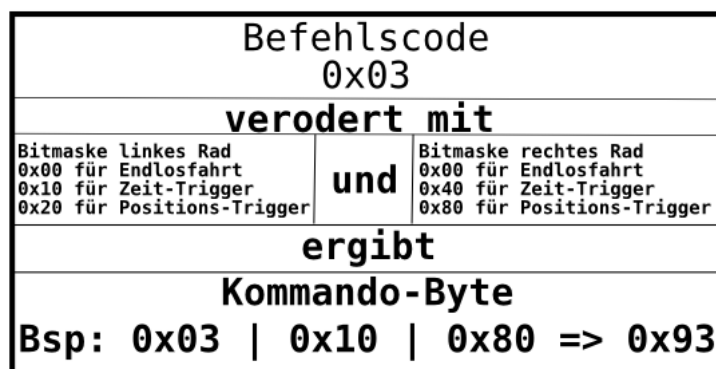 Befehlscode
0x03
verodert mit
Bitmaske linkes Rad
0x00 für Endlosfahrt
0x10 für Zeit-Trigger
0x20 für Positions-Trigger
und
Bitmaske rechtes Rad
0x00 für Endlosfahrt
0x40 für Zeit-Trigger
0x80 für Positions-Trigger
ergibt
Kommando-Byte
Bsp: 0x03 | 0x10 | 0x80 => 0x93